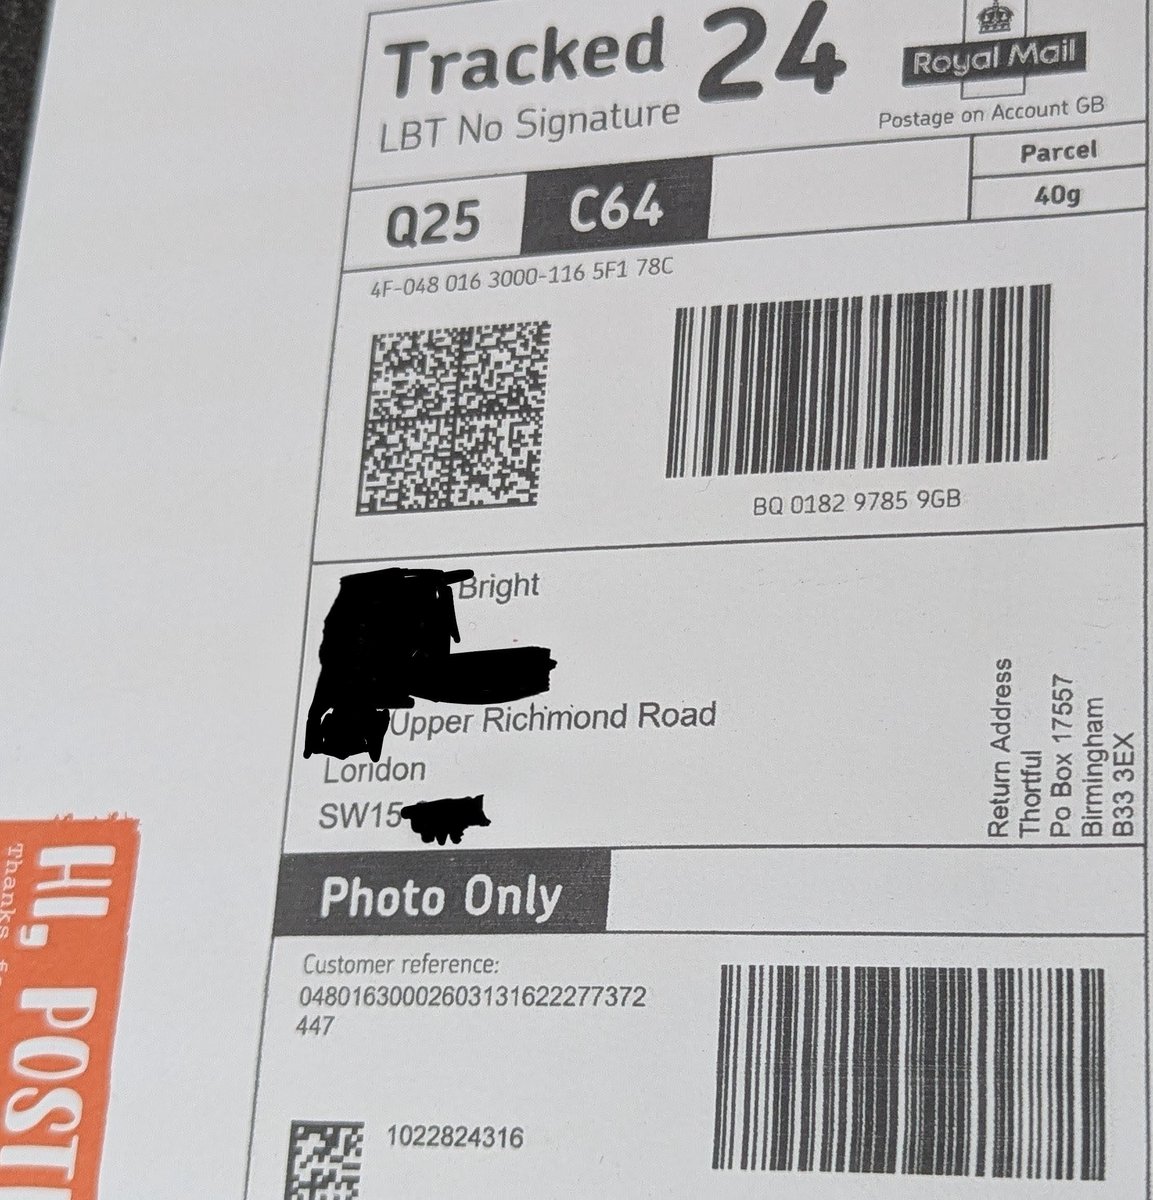 Tracked 24
LBT No Signature
Royal Mail
Postage on Account GB
Parcel
40g
Q25
C64
4F-048 016 3000-116 5F1 78C
BQ 0182 9785 9GB
Bright
Upper Richmond Road
London
SW15
Return Address
Thortful
Po Box 17557
Birmingham
B33 3EX
Photo Only
Customer reference:
04801630002603131622277372
447
1022824316
HI, POSTI
Thanks